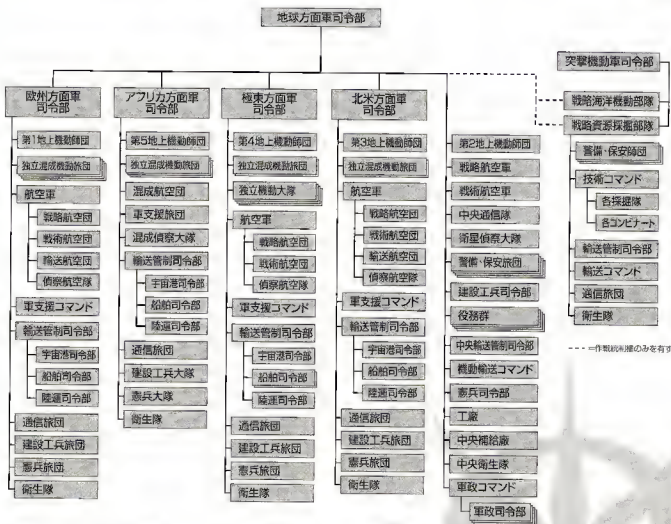 地球方面軍司令部
欧州方面軍
司令部
第1地上機動師団
独立混成機動旅団
航空軍
戦略航空団
戦術航空団
輸送航空団
偵察航空隊
軍支援コマンド
輸送管制司令部
宇宙港司令部
船舶司令部
陸運司令部
通信旅団
建設工兵旅団
憲兵旅団
衛生隊
アフリカ方面軍
司令部
第5地上機動師団
独立混成機動旅団
混成航空団
軍支援旅団
混成偵察大隊
輸送管制司令部
宇宙港司令部
船舶司令部
陸運司令部
通信旅団
建設工兵大隊
憲兵大隊
衛生隊
極東方面軍
司令部
第4地上機動師団
独立混成機動旅団
独立機動大隊
航空軍
戦略航空団
戦術航空団
偵察航空隊
軍支援コマンド
輸送管制司令部
宇宙港司令部
船舶司令部
陸運司令部
通信旅団
建設工兵旅団
憲兵旅団
衛生隊
北米方面軍
司令部
第3地上機動師団
独立混成機動旅団
航空軍
戦略航空団
戦術航空団
輸送航空団
偵察航空隊
軍支援コマンド
輸送管制司令部
宇宙港司令部
船舶司令部
陸運司令部
通信旅団
建設工兵旅団
憲兵旅団
衛生隊
第2地上機動師団
戦略航空軍
戦術航空軍
中央通信隊
衛星偵察大隊
警備・保安旅団
建設工兵司令部
役務群
中央輸送管制司令部
機動輸送コマンド
憲兵司令部
工廠
中央補給廠
中央衛生隊
軍政コマンド
軍政司令部
突撃機動軍司令部
戦略海洋機動部隊
戦略資源採掘部隊
警備・保安師団
技術コマンド
各採掘隊
各コンビナート
輸送管制司令部
輸送コマンド
通信旅団
衛生隊
----=作戦統制権のみを有す